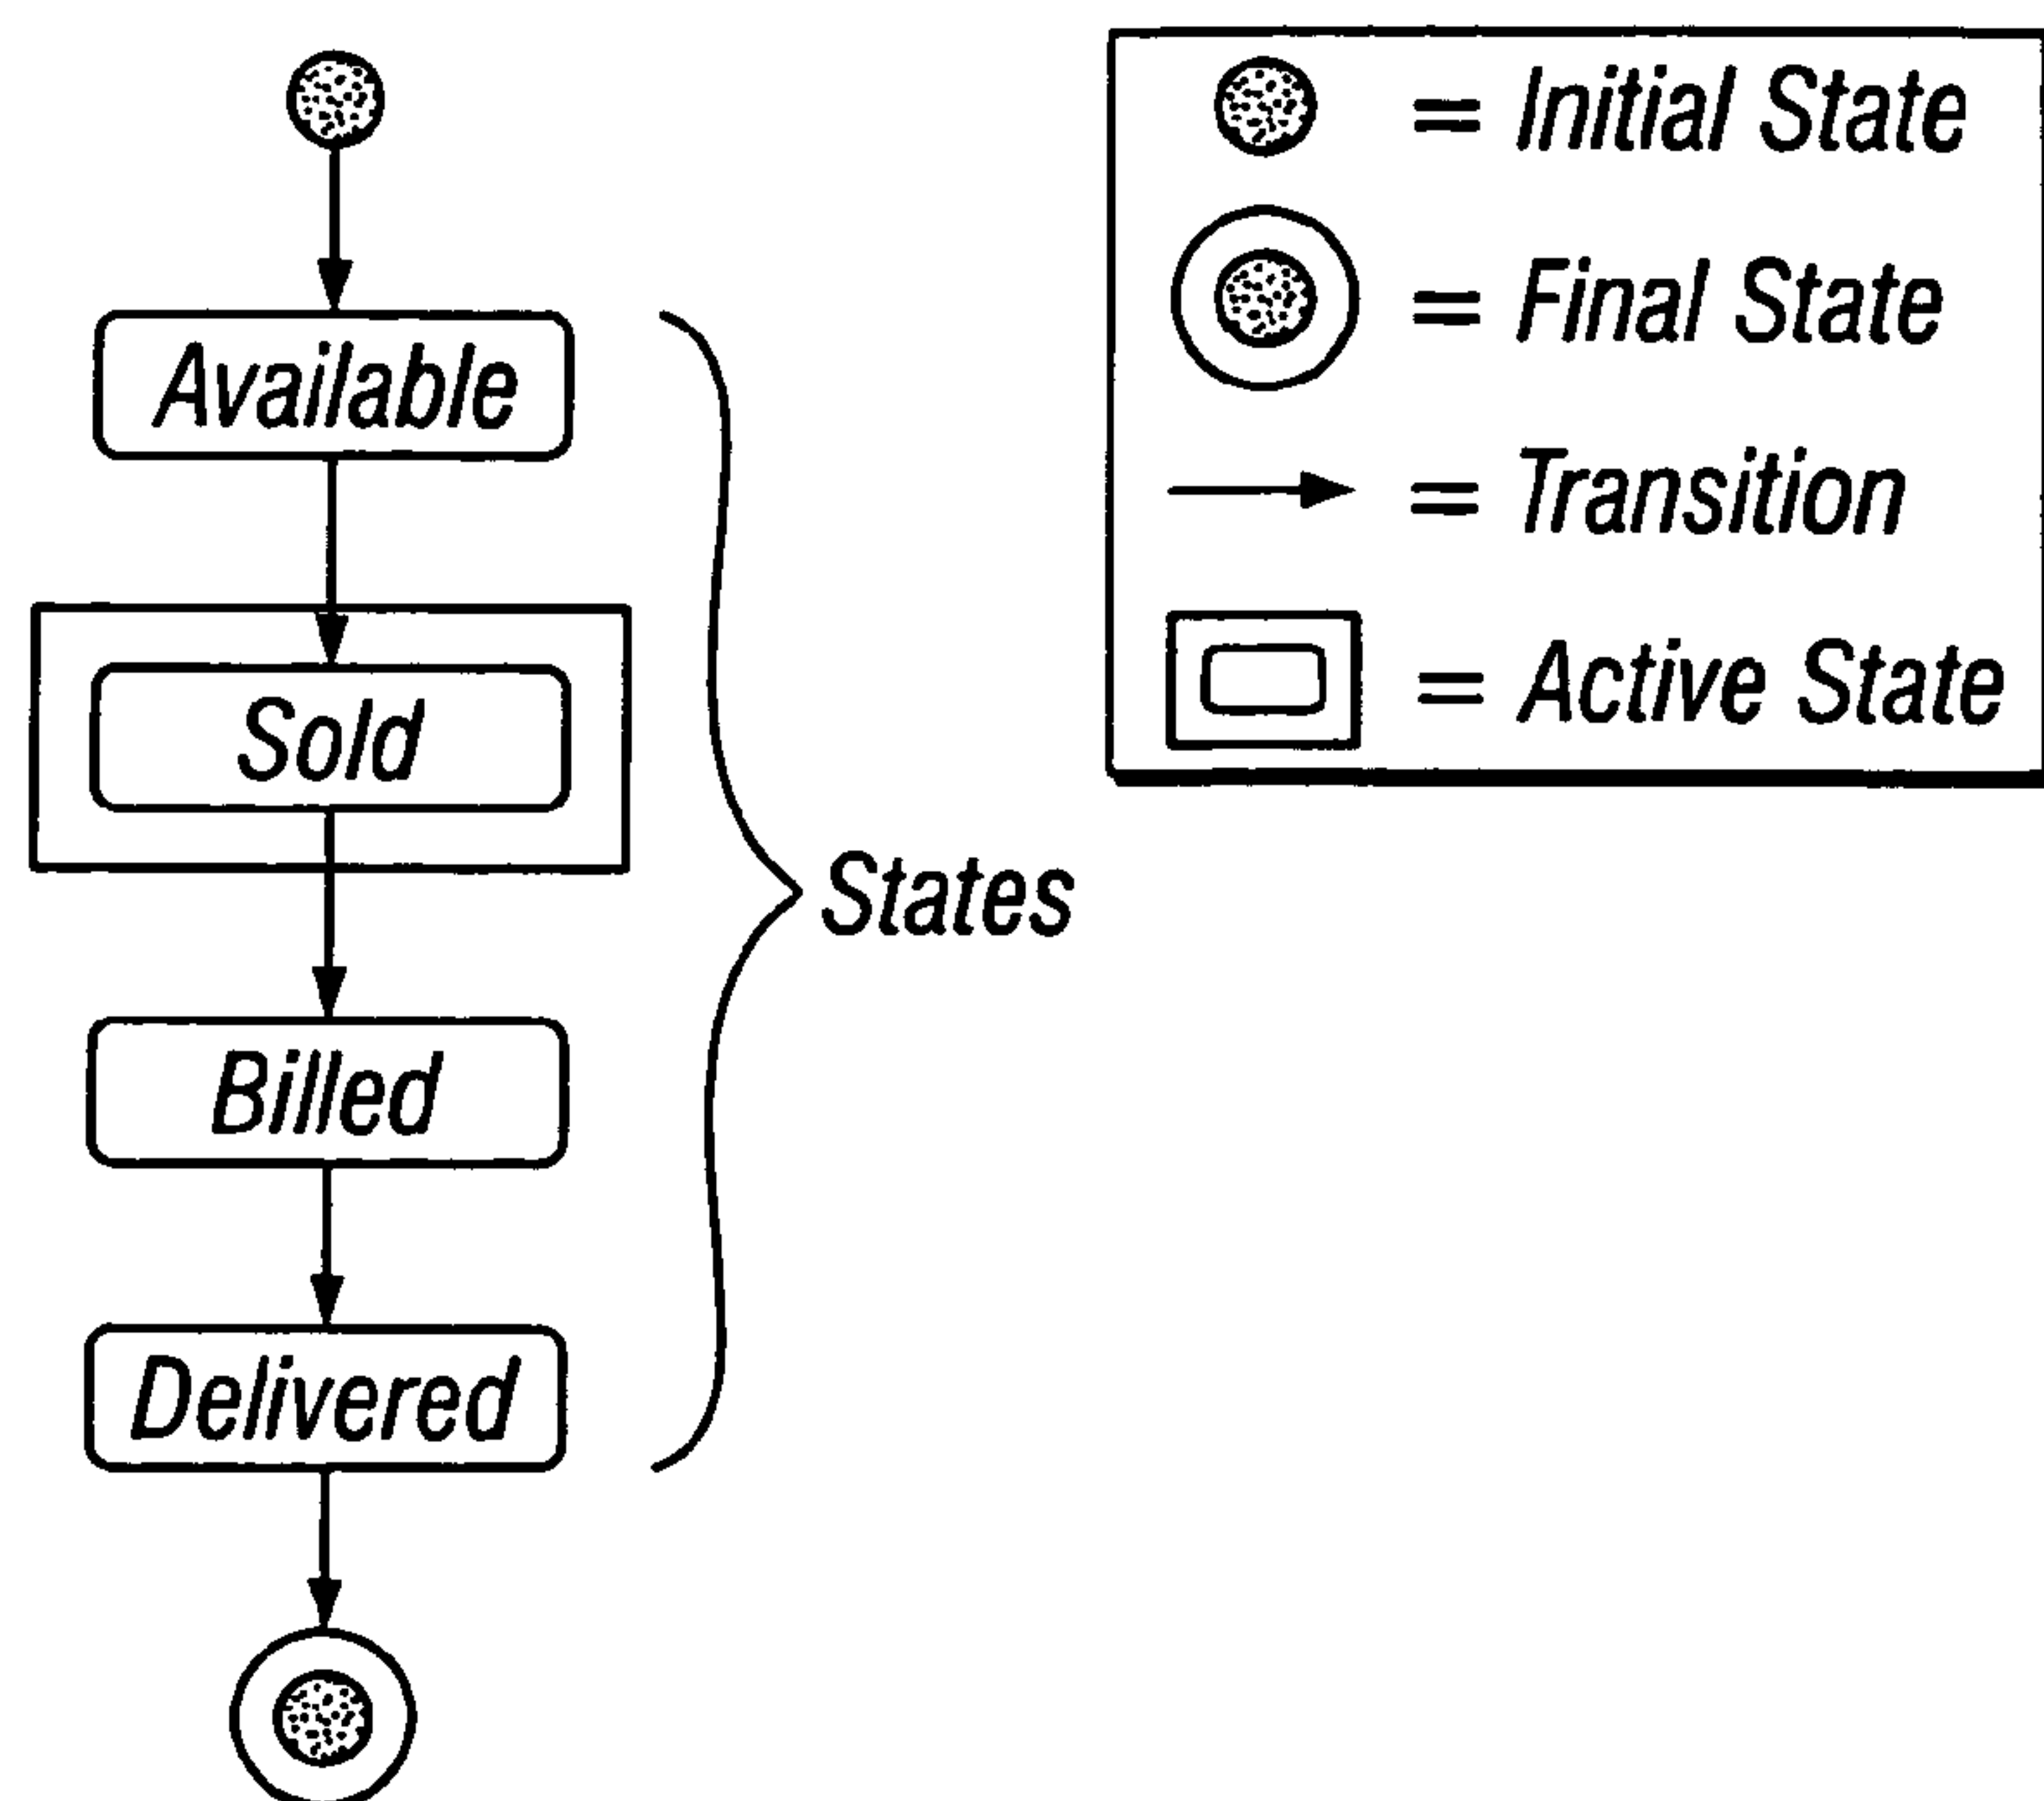 Available
Sold
Billed
Delivered
States
= Initial State
= Final State
= Transition
= Active State